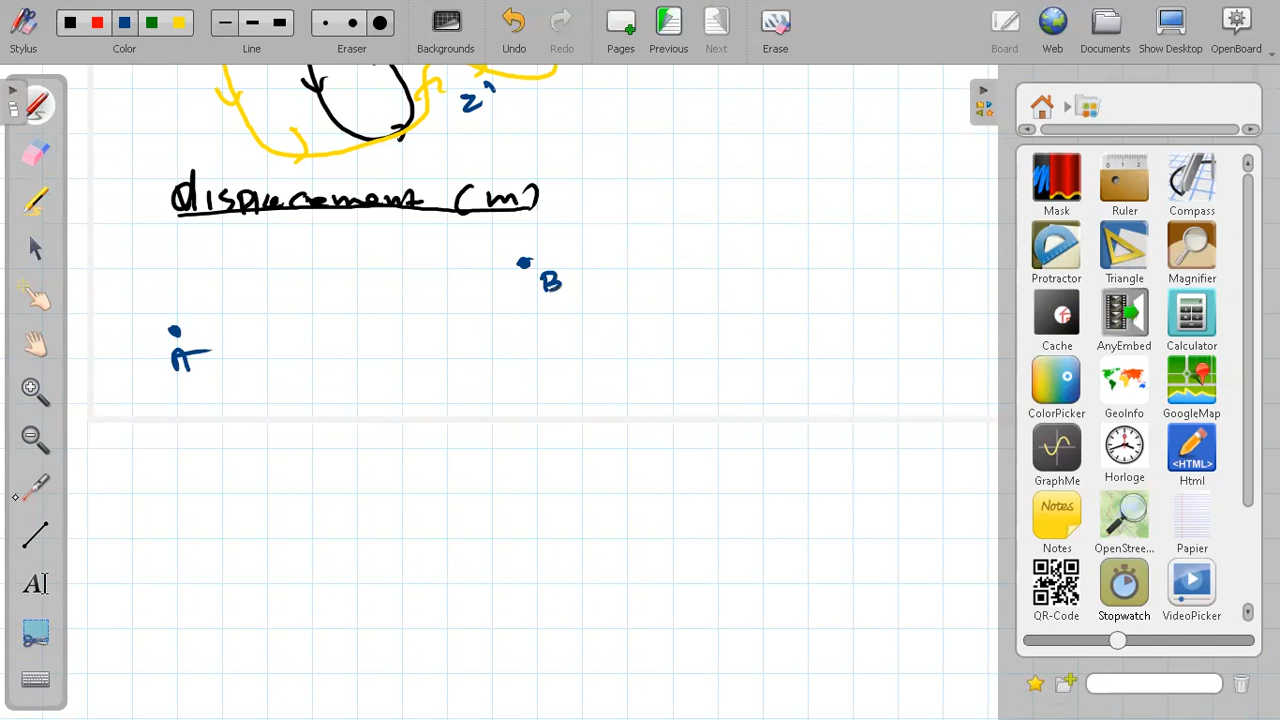 Stylus Color Line Eraser Backgrounds Undo Redo Pages Previous Next Erase Board Web Documents Show Desktop OpenBoard
z'
displacement (m)
B
A
Mask Ruler Compass
Protractor Triangle Magnifier
Cache AnyEmbed Calculator
ColorPicker GeoInfo GoogleMap
<HTML>
GraphMe Horloge Html
Notes
Notes OpenStree... Papier
QR-Code Stopwatch VideoPicker